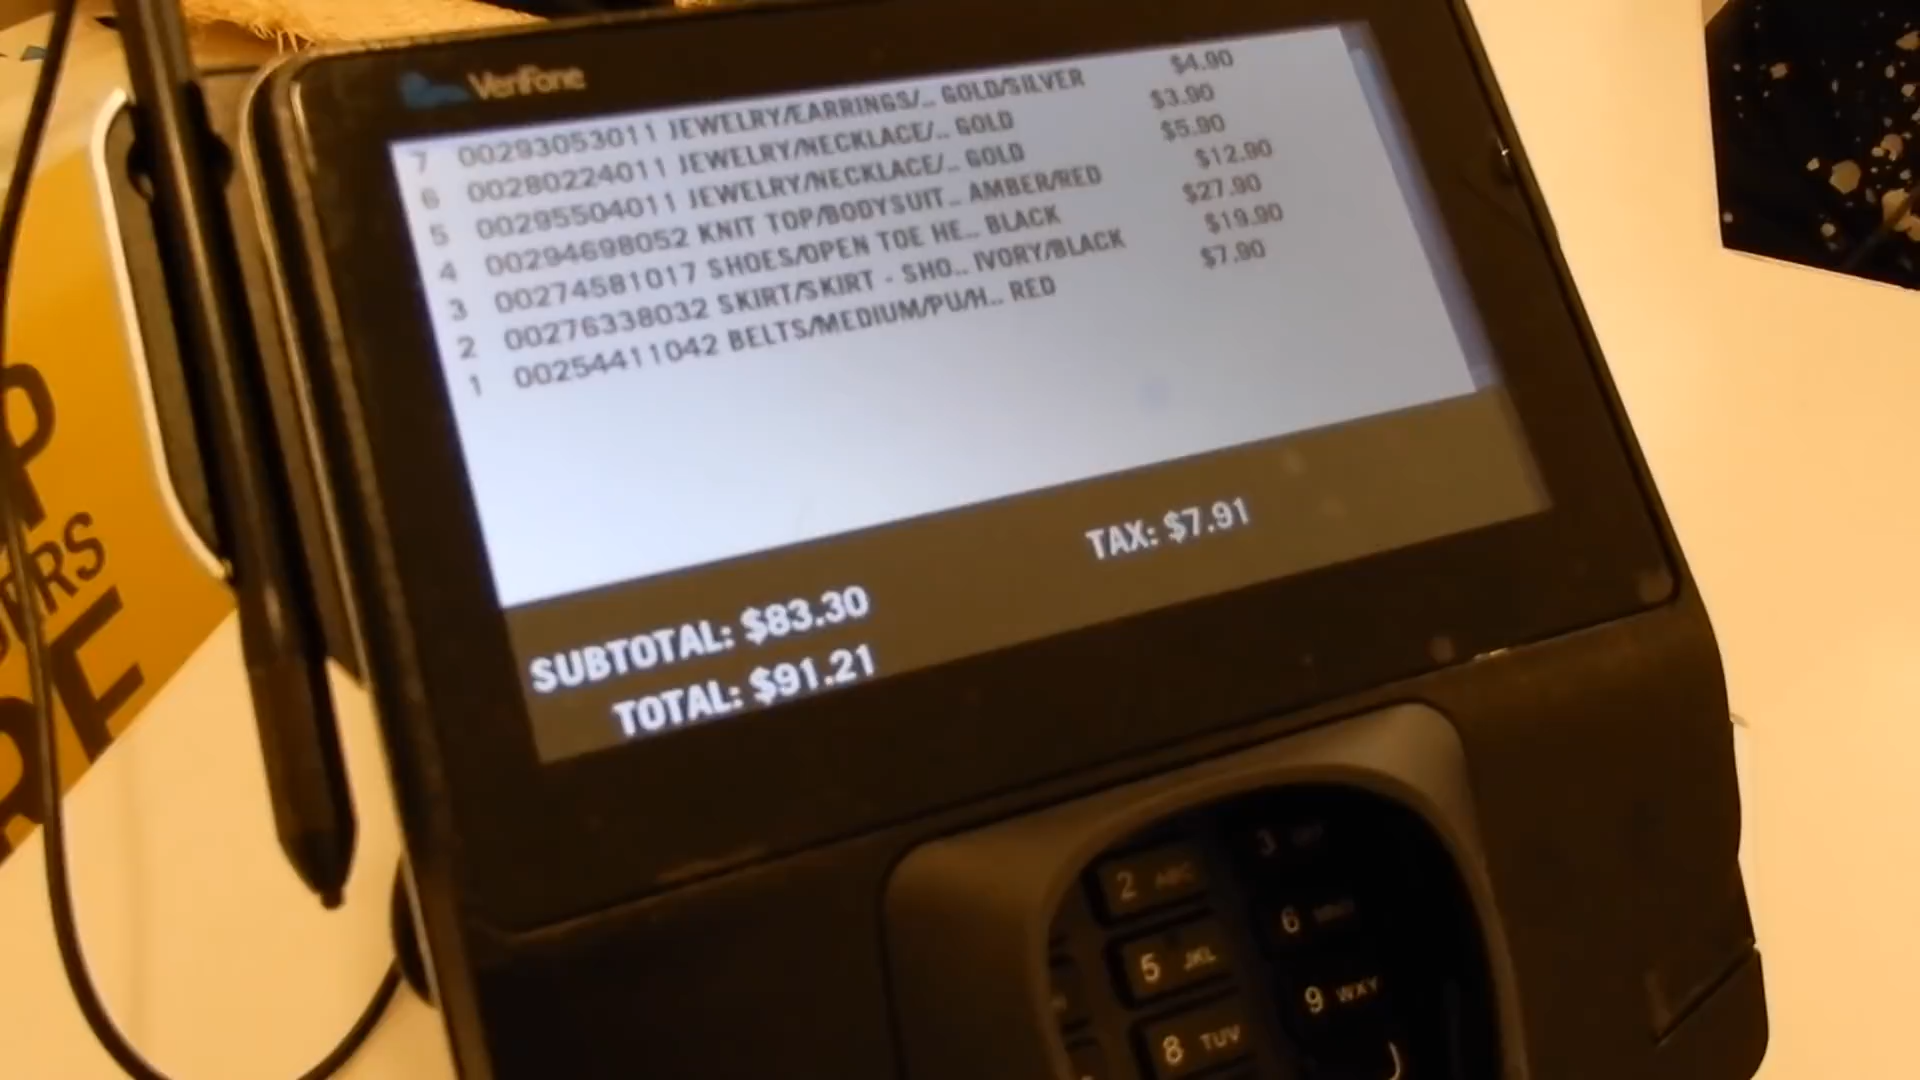 Verifone
7 00293053011 JEWELRY/EARRINGS/... GOLD/SILVER $4.90
6 00280224011 JEWELRY/NECKLACE/... GOLD $3.90
5 00295504011 JEWELRY/NECKLACE/... GOLD $5.90
4 00294698052 KNIT TOP/BODYSUIT... AMBER/RED $12.90
3 00274581017 SHOES/OPEN TOE HE... BLACK $27.90
2 00276338032 SKIRT/SKIRT - SHO... IVORY/BLACK $19.90
1 00254411042 BELTS/MEDIUM/PU/H... RED $7.90
TAX: $7.91
SUBTOTAL: $83.30
TOTAL: $91.21
2 ABC
3
5 JKL
6 MNO
8 TUV
9 WXY